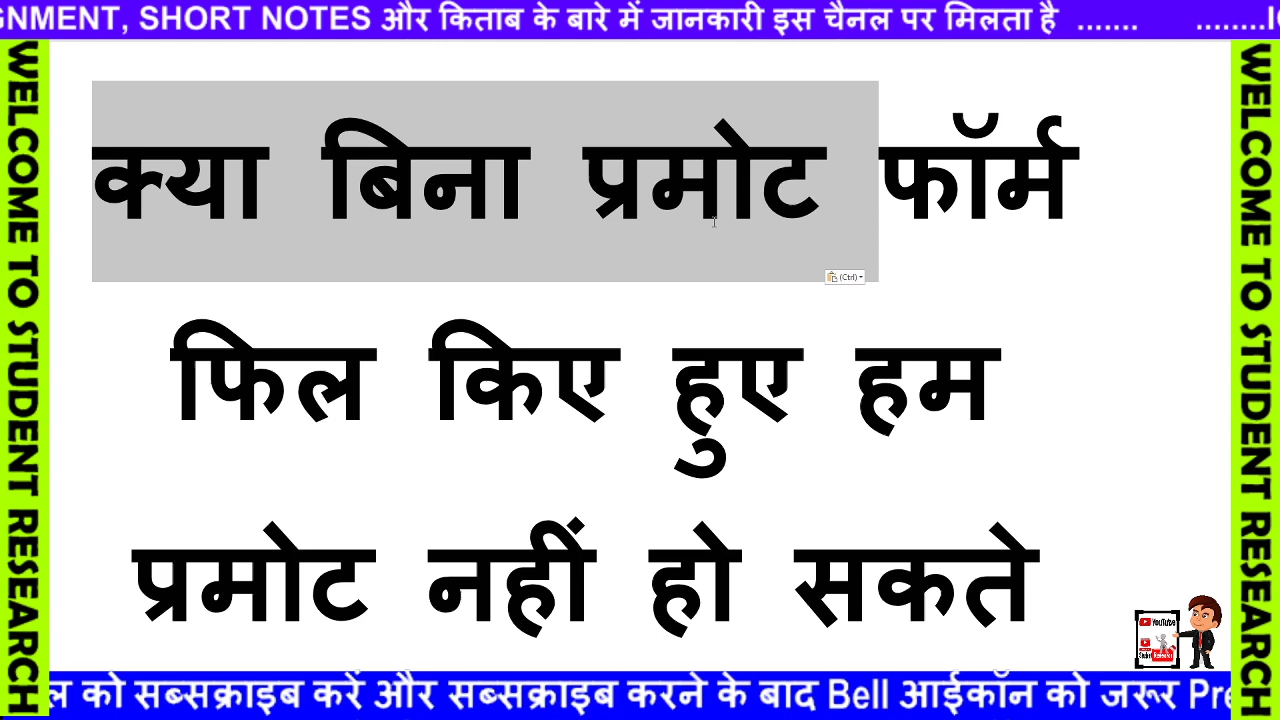 GNMENT, SHORT NOTES और किताब के बारे में जानकारी इस चैनल पर मिलता है ....... ........
WELCOME TO STUDENT RESEARCH
क्या बिना प्रमोट फॉर्म
(Ctrl)
फिल किए हुए हम
प्रमोट नहीं हो सकते
WELCOME TO STUDENT RESEARCH
YouTube
ल को सब्सक्राइब करें और सब्सक्राइब करने के बाद Bell आईकॉन को जरूर Pre